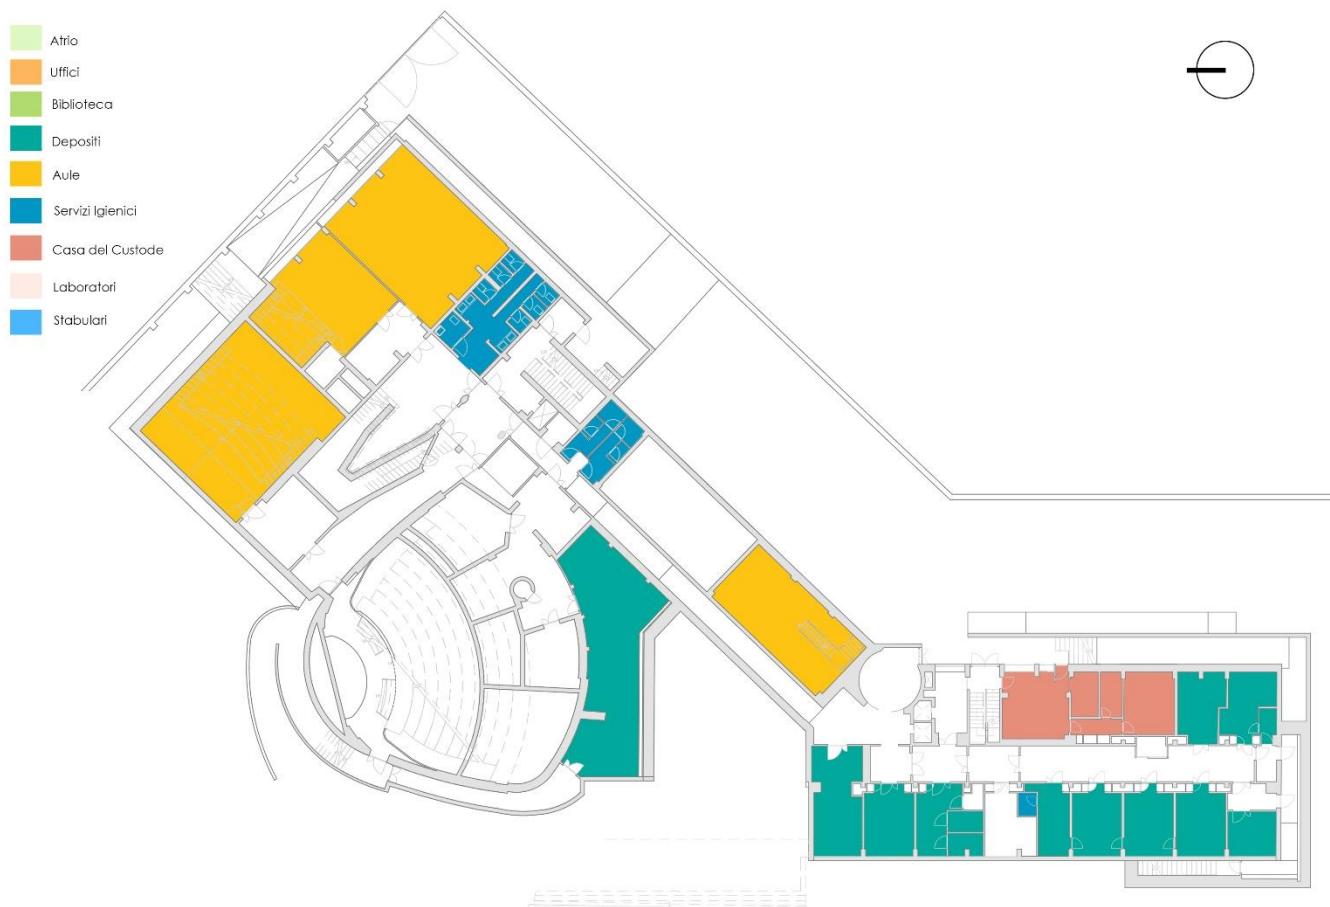 Atrio
Uffici
Biblioteca
Depositi
Aule
Servizi Igienici
Casa del Custode
Laboratori
Stabulari